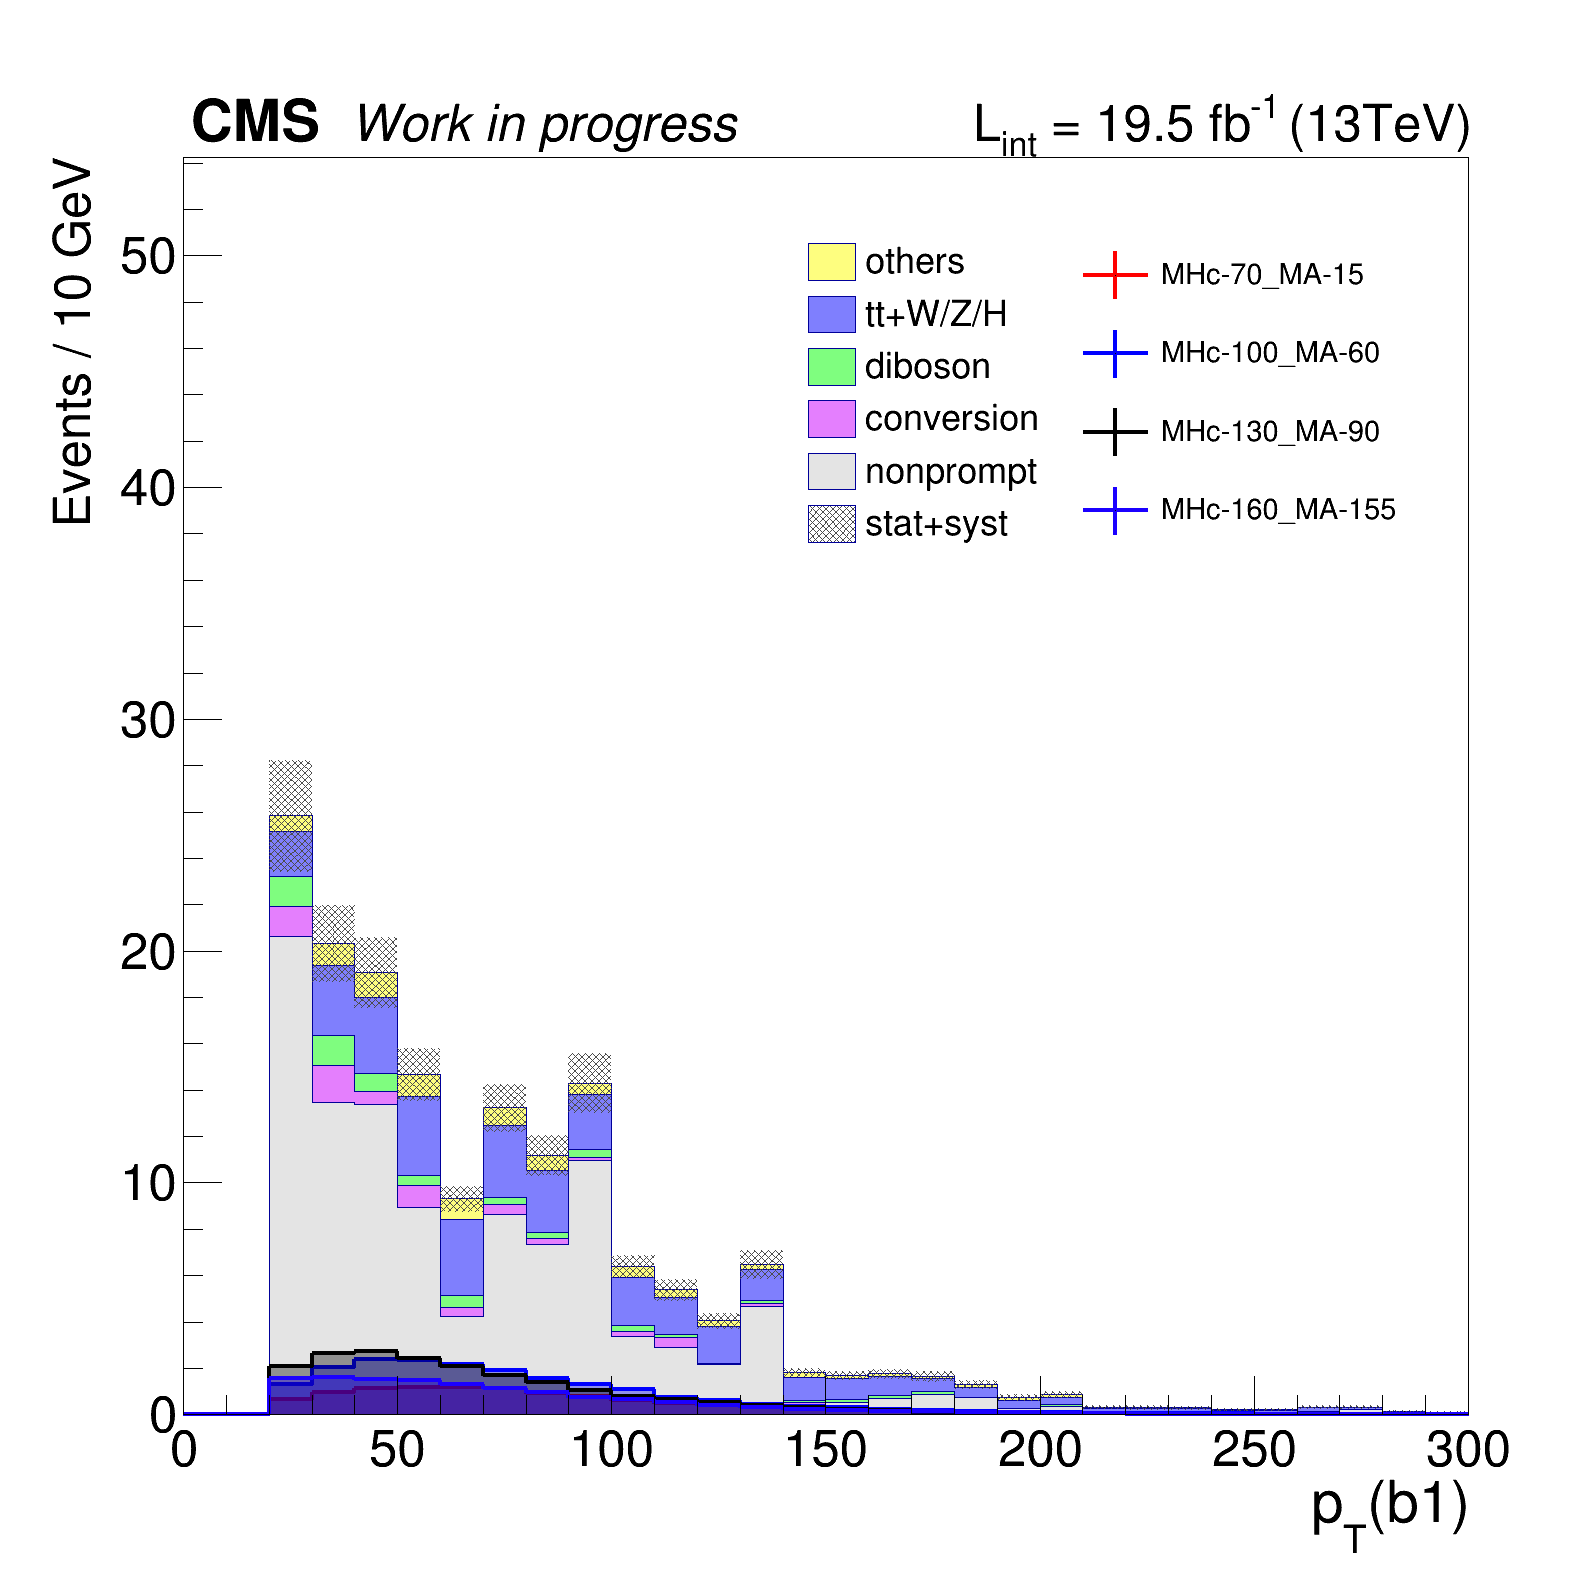 CMS Work in progress L_int = 19.5 fb^-1 (13TeV)
Events / 10 GeV
50
40
30
20
10
0
others
tt+W/Z/H
diboson
conversion
nonprompt
stat+syst
MHc-70_MA-15
MHc-100_MA-60
MHc-130_MA-90
MHc-160_MA-155
0 50 100 150 200 250 300
p_T(b1)